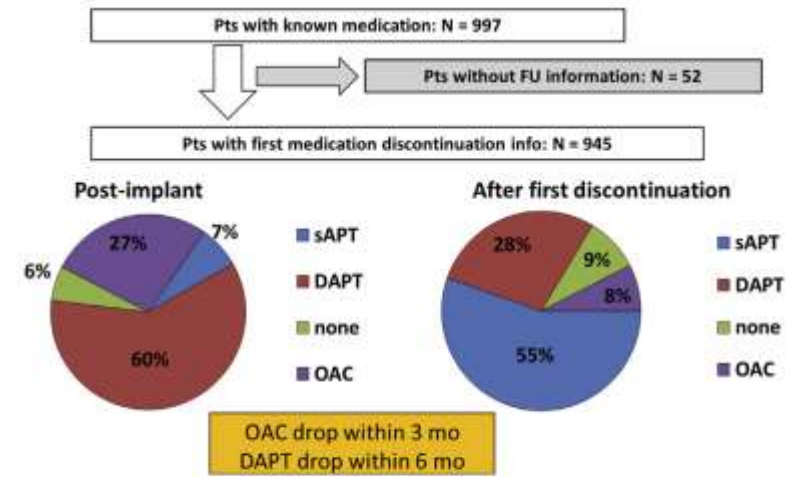 Pts with known medication: N = 997
Pts without FU information: N = 52
Pts with first medication discontinuation info: N = 945
Post-implant
27%
7%
6%
60%
sAPT
DAPT
none
OAC
After first discontinuation
28%
9%
8%
55%
sAPT
DAPT
none
OAC
OAC drop within 3 mo
DAPT drop within 6 mo